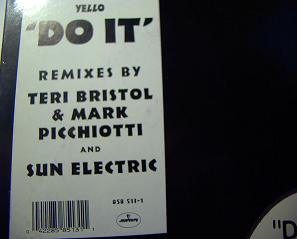 YELLO
'DO IT'
REMIXES BY
TERI BRISTOL
& MARK
PICCHIOTTI
AND
SUN ELECTRIC
858 511-1
"D